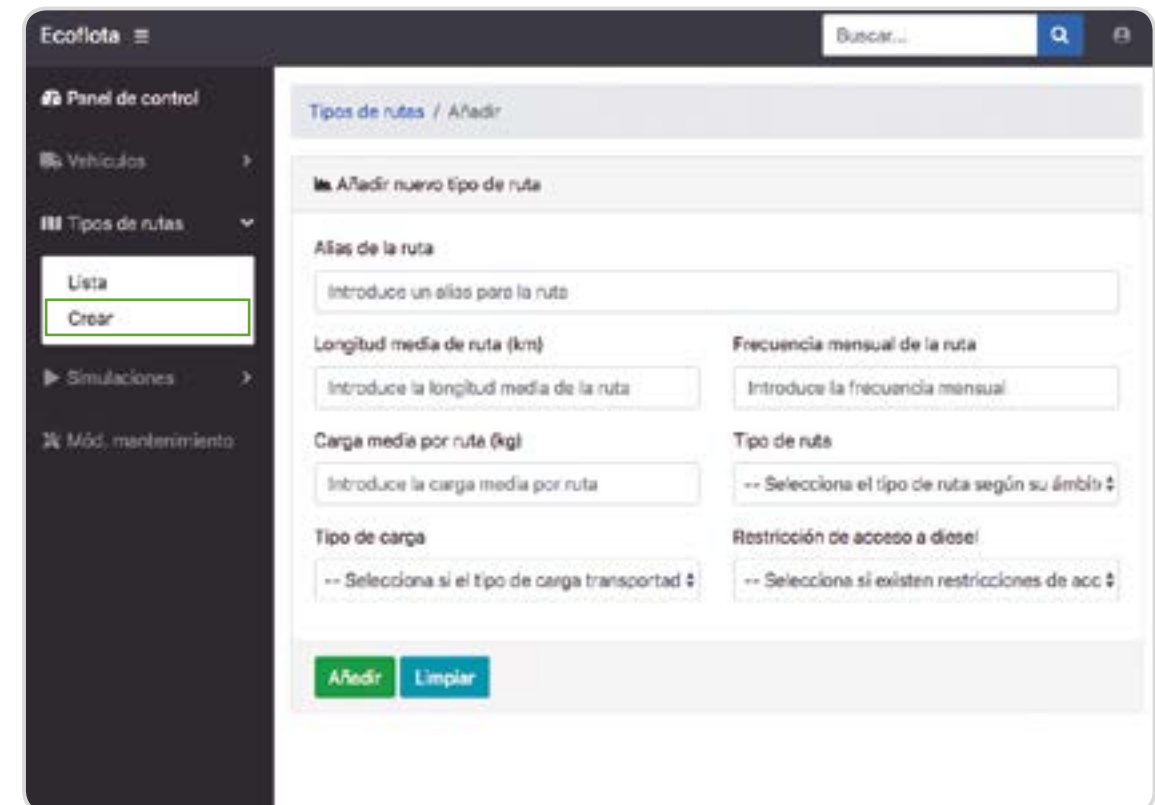 Ecoflota
Buscar...
Panel de control
Vehículos
Tipos de rutas
Lista
Crear
Simulaciones
Mód. mantenimiento
Tipos de rutas / Añadir
Añadir nuevo tipo de ruta
Alias de la ruta
Introduce un alias para la ruta
Longitud media de ruta (km)
Frecuencia mensual de la ruta
Introduce la longitud media de la ruta
Introduce la frecuencia mensual
Carga media por ruta (kg)
Tipo de ruta
Introduce la carga media por ruta
-- Selecciona el tipo de ruta según su ámbito
Tipo de carga
Restricción de acceso a diesel
-- Selecciona si el tipo de carga transportad
-- Selecciona si existen restricciones de acc
Añadir
Limpiar